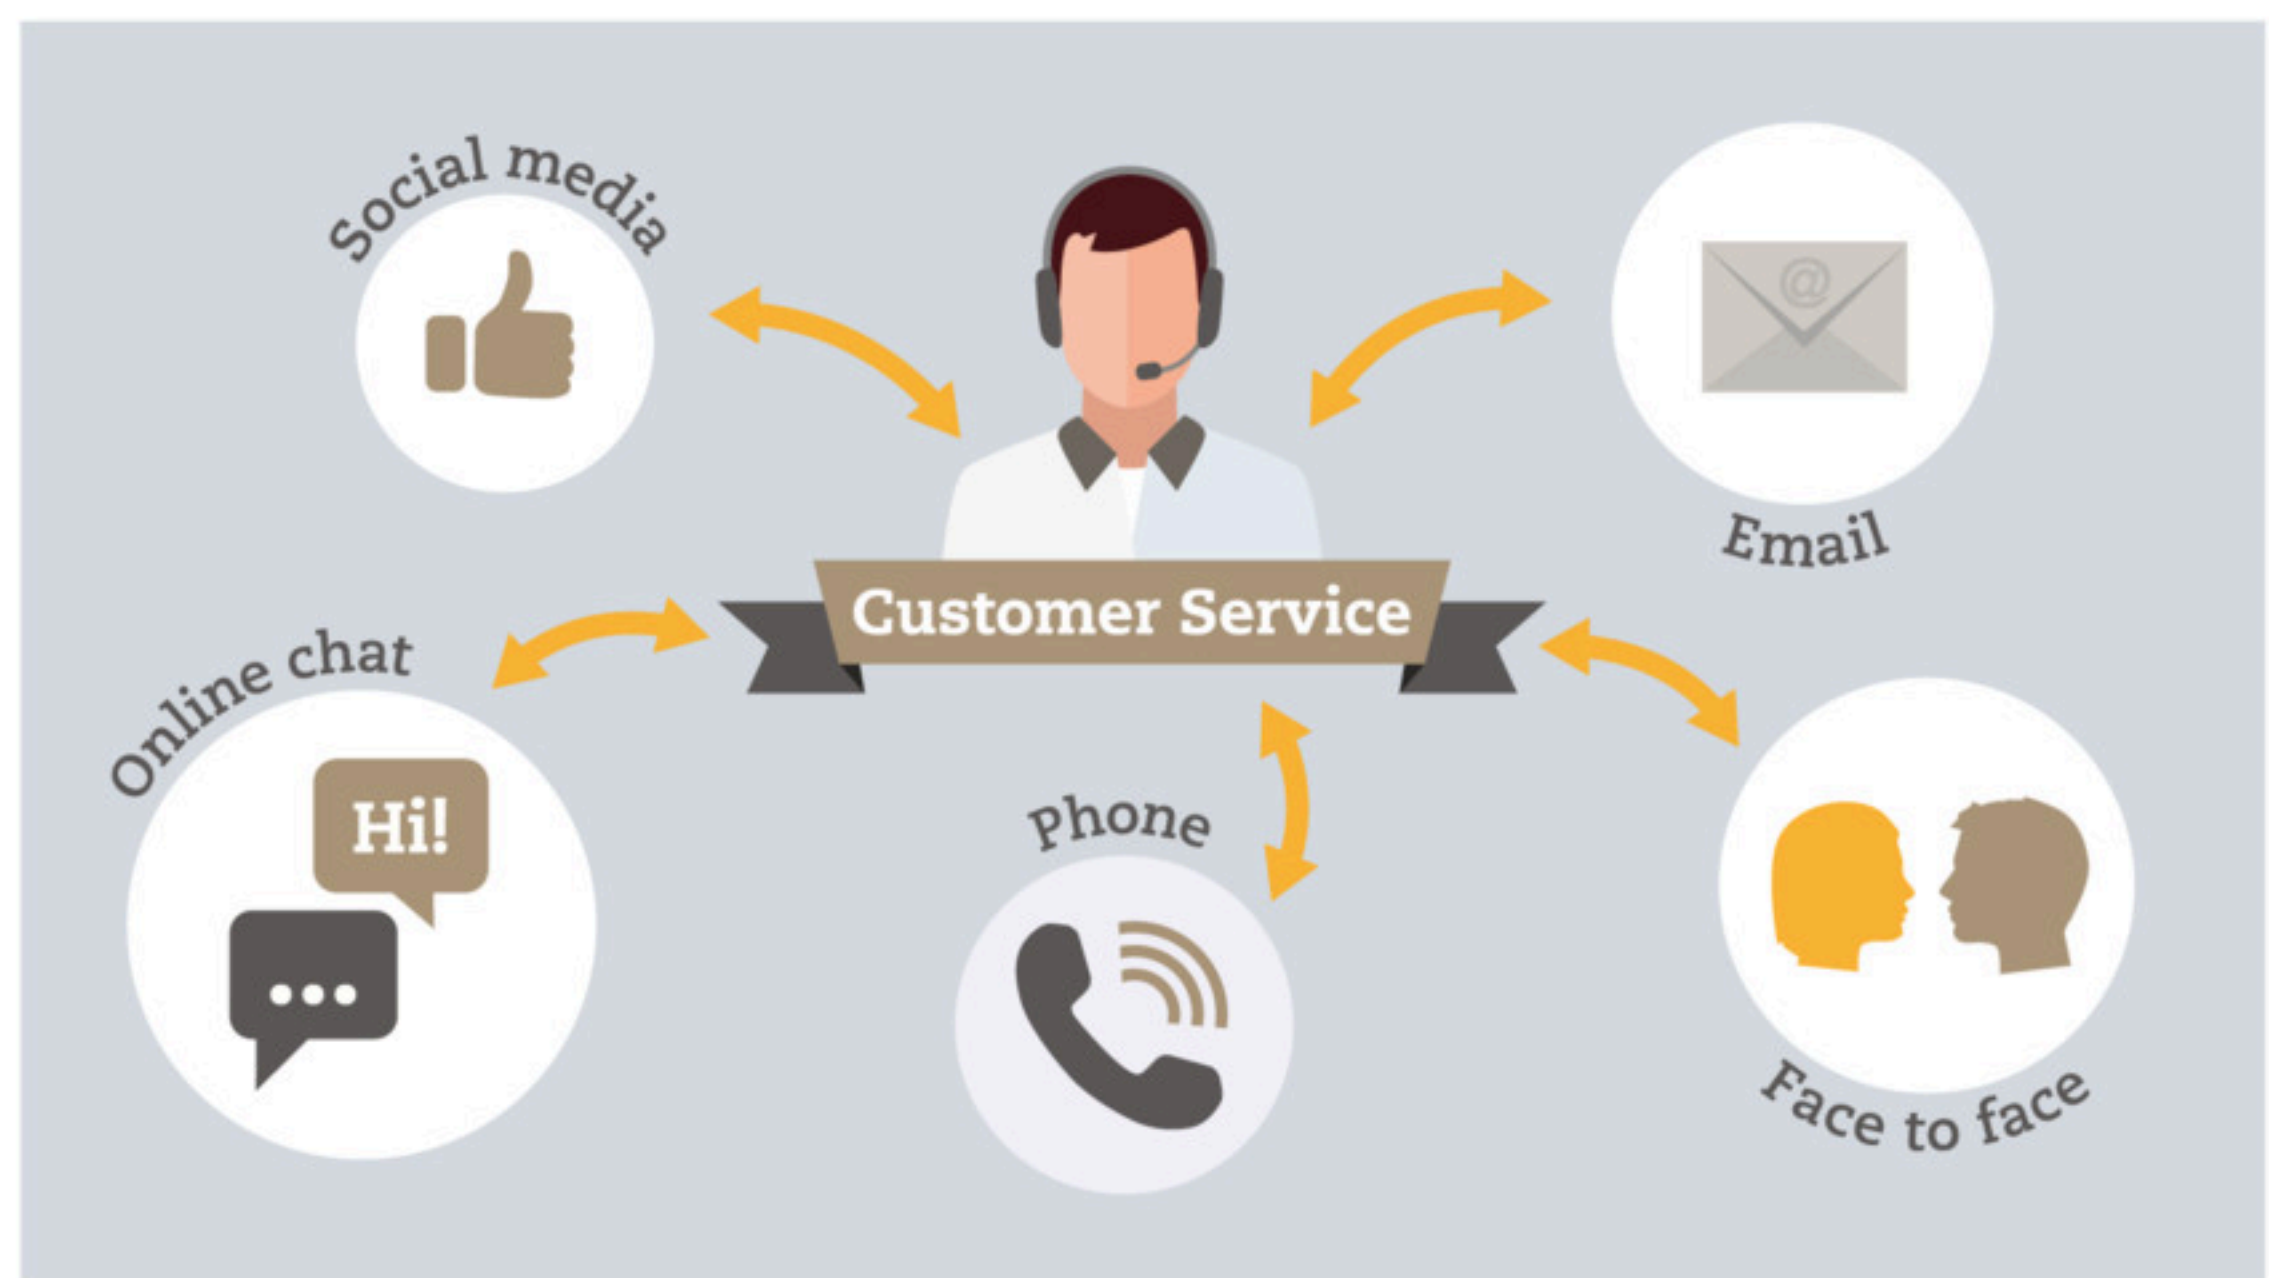 Social media
@
Email
Customer Service
Online chat
Hi!
Phone
Face to face